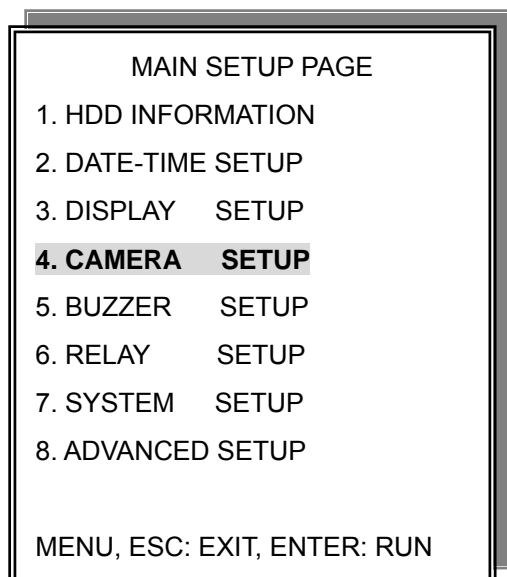 MAIN SETUP PAGE
1. HDD INFORMATION
2. DATE-TIME SETUP
3. DISPLAY SETUP
4. CAMERA SETUP
5. BUZZER SETUP
6. RELAY SETUP
7. SYSTEM SETUP
8. ADVANCED SETUP
MENU, ESC: EXIT, ENTER: RUN